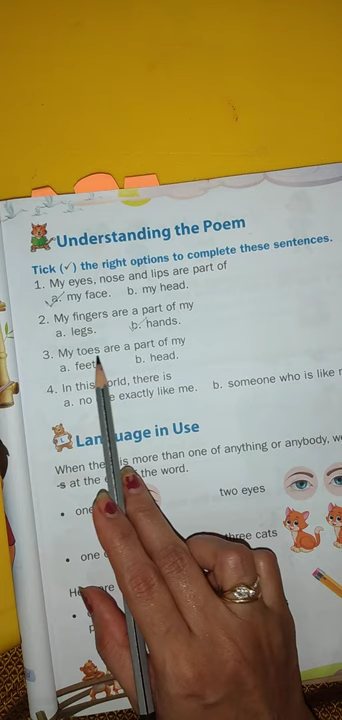 Understanding the Poem
Tick (✓) the right options to complete these sentences.
1. My eyes, nose and lips are part of
a. my face. b. my head.
2. My fingers are a part of my
a. legs. b. hands.
3. My toes are a part of my
a. feet b. head.
4. In this world, there is
a. no exactly like me. b. someone who is like
Language in Use
When the is more than one of anything or anybody, we
-s at the the word.
• one two eyes
• one three cats